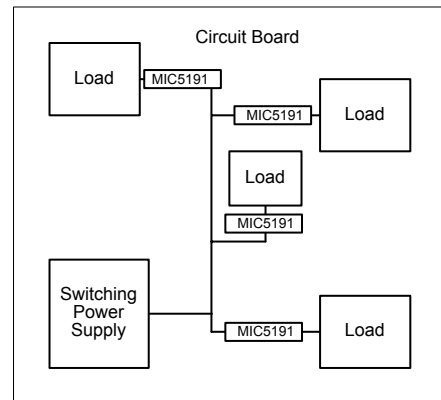 Circuit Board
Load
MIC5191
MIC5191
Load
Load
MIC5191
Switching
Power
Supply
MIC5191
Load